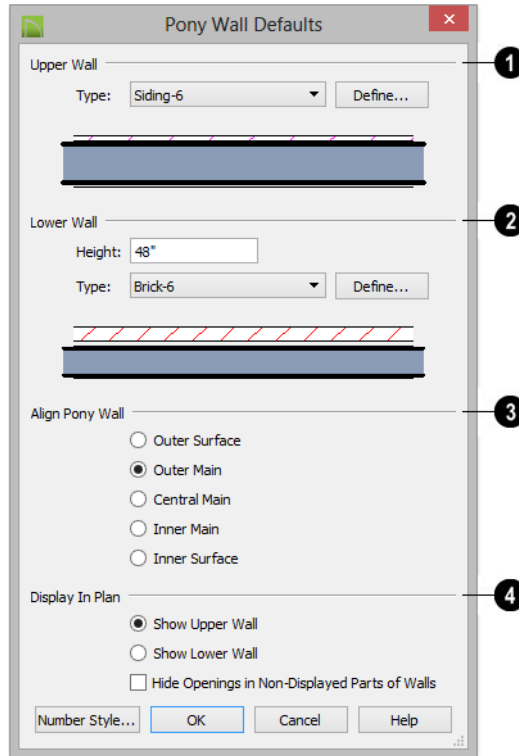 Pony Wall Defaults
×
Upper Wall
1
Type: Siding-6 Define...
Lower Wall
2
Height: 48"
Type: Brick-6 Define...
Align Pony Wall
3
Outer Surface
Outer Main
Central Main
Inner Main
Inner Surface
Display In Plan
4
Show Upper Wall
Show Lower Wall
Hide Openings in Non-Displayed Parts of Walls
Number Style... OK Cancel Help